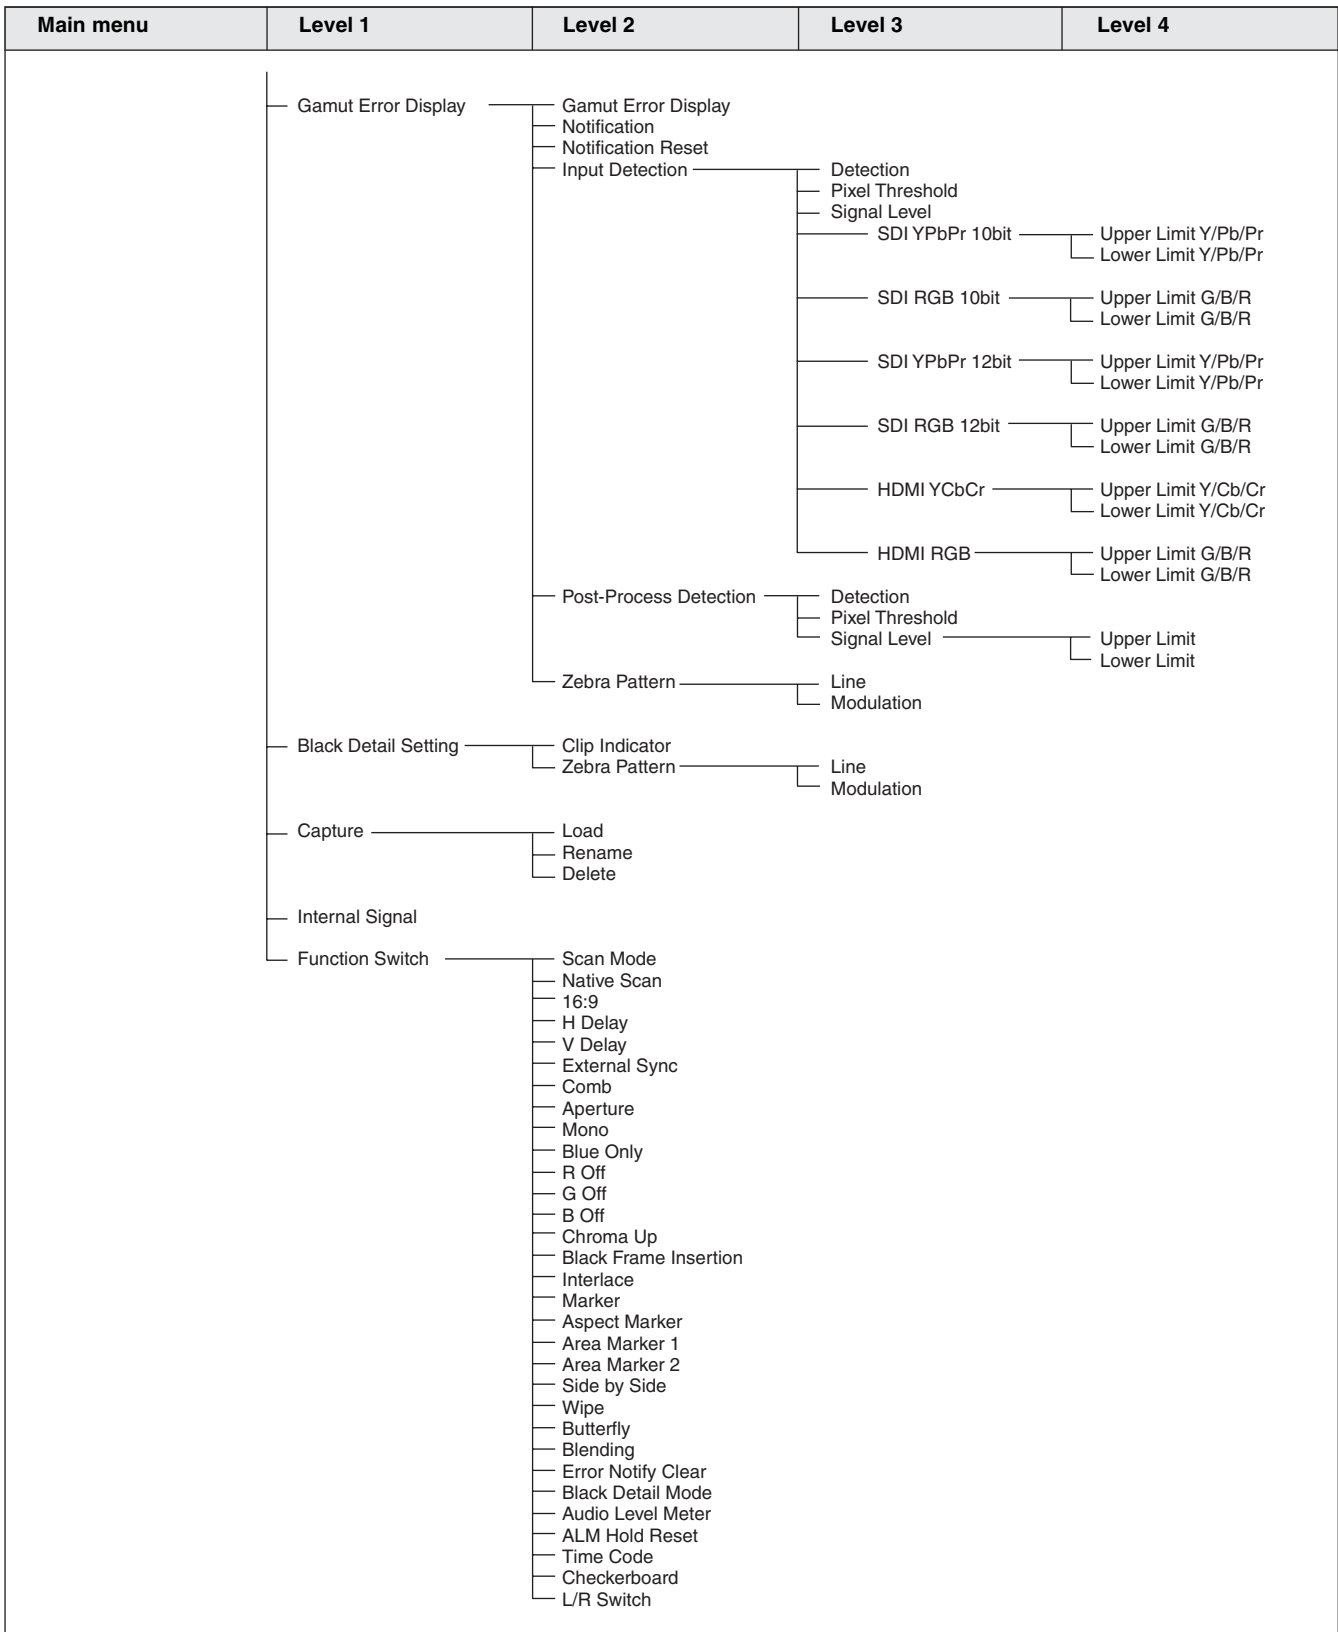 Main menu Level 1 Level 2 Level 3 Level 4
Gamut Error Display Gamut Error Display
Notification
Notification Reset
Input Detection Detection
Pixel Threshold
Signal Level
SDI YPbPr 10bit Upper Limit Y/Pb/Pr
Lower Limit Y/Pb/Pr
SDI RGB 10bit Upper Limit G/B/R
Lower Limit G/B/R
SDI YPbPr 12bit Upper Limit Y/Pb/Pr
Lower Limit Y/Pb/Pr
SDI RGB 12bit Upper Limit G/B/R
Lower Limit G/B/R
HDMI YCbCr Upper Limit Y/Cb/Cr
Lower Limit Y/Cb/Cr
HDMI RGB Upper Limit G/B/R
Lower Limit G/B/R
Post-Process Detection Detection
Pixel Threshold
Signal Level Upper Limit
Lower Limit
Zebra Pattern Line
Modulation
Black Detail Setting Clip Indicator
Zebra Pattern Line
Modulation
Capture Load
Rename
Delete
Internal Signal
Function Switch Scan Mode
Native Scan
16:9
H Delay
V Delay
External Sync
Comb
Aperture
Mono
Blue Only
R Off
G Off
B Off
Chroma Up
Black Frame Insertion
Interlace
Marker
Aspect Marker
Area Marker 1
Area Marker 2
Side by Side
Wipe
Butterfly
Blending
Error Notify Clear
Black Detail Mode
Audio Level Meter
ALM Hold Reset
Time Code
Checkerboard
L/R Switch